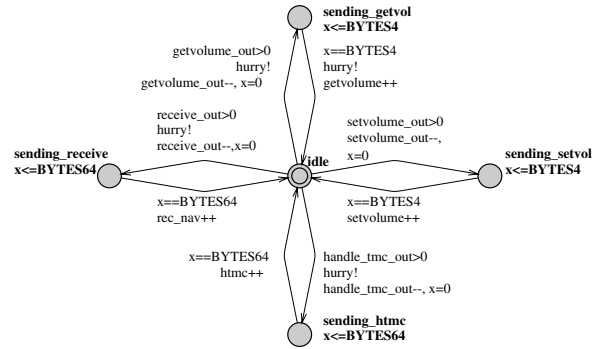 sending_getvol
x<=BYTES4
getvolume_out>0
hurry!
getvolume_out--, x=0
x==BYTES4
hurry!
getvolume++
receive_out>0
hurry!
receive_out--,x=0
setvolume_out>0
setvolume_out--,
x=0
sending_receive
x<=BYTES64
idle
sending_setvol
x<=BYTES4
x==BYTES64
rec_nav++
x==BYTES4
setvolume++
x==BYTES64
htmc++
handle_tmc_out>0
hurry!
handle_tmc_out--, x=0
sending_htmc
x<=BYTES64